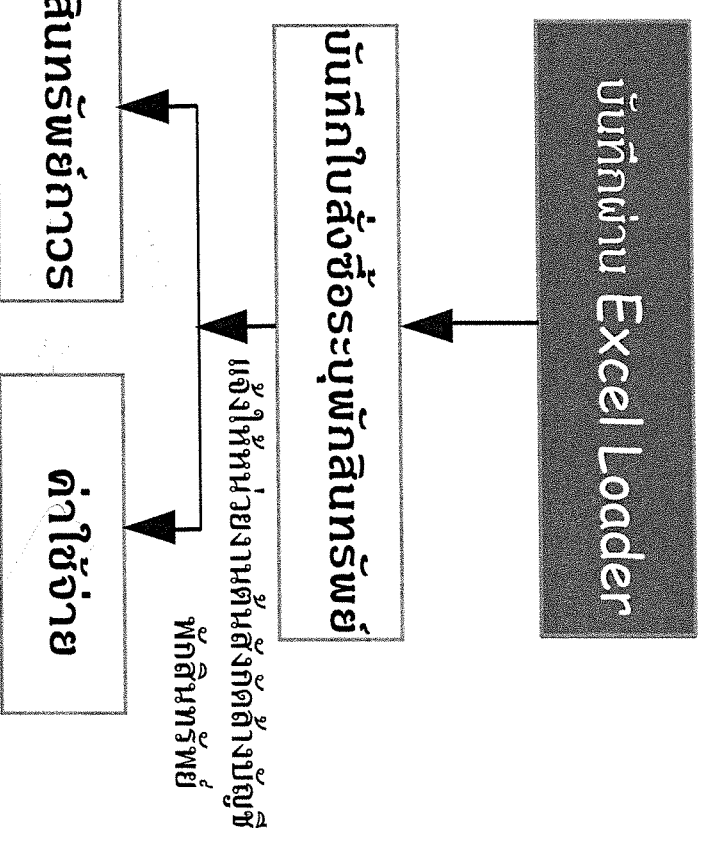 บันทึกผ่าน Excel Loader
บันทึกใบสั่งซื้อระบุพักสินทรัพย์
แจ้งให้หน่วยงานต้นสังกัดล้างบัญชี
พักสินทรัพย์
สินทรัพย์ถาวร
ค่าใช้จ่าย